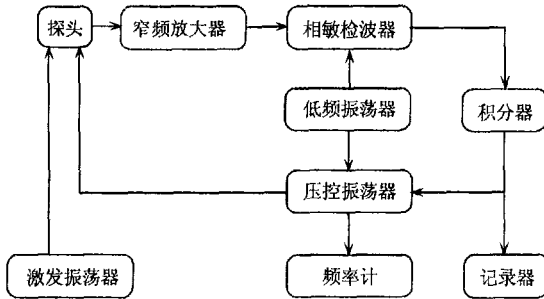 探头
窄频放大器
相敏检波器
低频振荡器
积分器
压控振荡器
激发振荡器
频率计
记录器